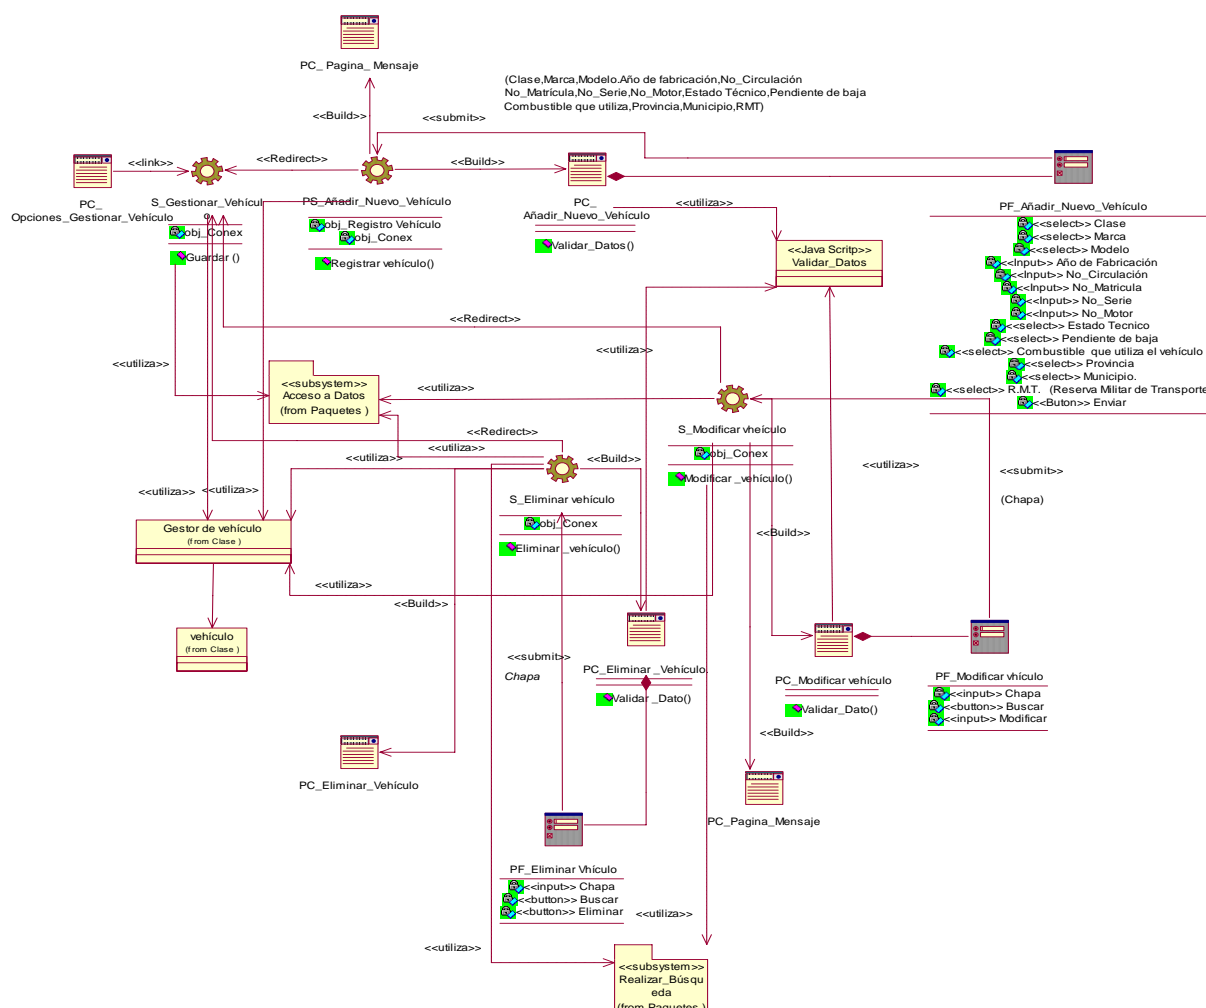 PC_ Pagina_ Mensaje
(Clase,Marca,Modelo.Año de fabricación,No_Circulación
No_Matrícula,No_Serie,No_Motor,Estado Técnico,Pendiente de baja
Combustible que utiliza,Provincia,Municipio,RMT)
<<Build>>
<<submit>>
<<link>>
<<Redirect>>
<<Build>>
PC_
Opciones_Gestionar_Vehículo
S_Gestionar_Vehícul
o
obj_Conex
Guardar ()
PS_Añadir_Nuevo_Vehículo
obj_Registro Vehículo
obj_Conex
Registrar vehículo()
PC_
Añadir_Nuevo_Vehículo
Validar_Datos()
<<utiliza>>
<<Java Scritp>>
Validar_Datos
PF_Añadir_Nuevo_Vehículo
<<select>> Clase
<<select>> Marca
<<select>> Modelo
<<Input>> Año de Fabricación
<<Input>> No_Circulación
<<Input>> No_Matricula
<<Input>> No_Serie
<<Input>> No_Motor
<<select>> Estado Tecnico
<<select>> Pendiente de baja
<<select>> Combustible que utiliza el vehículo
<<select>> Provincia
<<select>> Municipio.
<<select>> R.M.T. (Reserva Militar de Transporte
<<Buton>> Enviar
<<Redirect>>
<<utiliza>>
<<utiliza>>
<<subsystem>>
Acceso a Datos
(from Paquetes )
<<utiliza>>
S_Modificar vheículo
obj_Conex
Modificar _vehículo()
<<Redirect>>
<<utiliza>>
<<utiliza>>
<<Build>>
<<utiliza>>
<<submit>>
(Chapa)
<<utiliza>>
<<utiliza>>
S_Eliminar vehículo
obj_Conex
Eliminar _vehículo()
Gestor de vehículo
(from Clase )
<<Build>>
<<utiliza>>
<<Build>>
vehículo
(from Clase )
<<submit>>
Chapa
PC_Eliminar _Vehículo.
Validar _Dato()
PC_Modificar vehículo
Validar_Dato()
PF_Modificar vhículo
<<input>> Chapa
<<button>> Buscar
<<input>> Modificar
<<Build>>
PC_Eliminar_Vehículo
PC_Pagina_Mensaje
PF_Eliminar Vhículo
<<input>> Chapa
<<button>> Buscar
<<button>> Eliminar
<<utiliza>>
<<utiliza>>
<<subsystem>>
Realizar_Búsqu
eda
(from Paquetes )